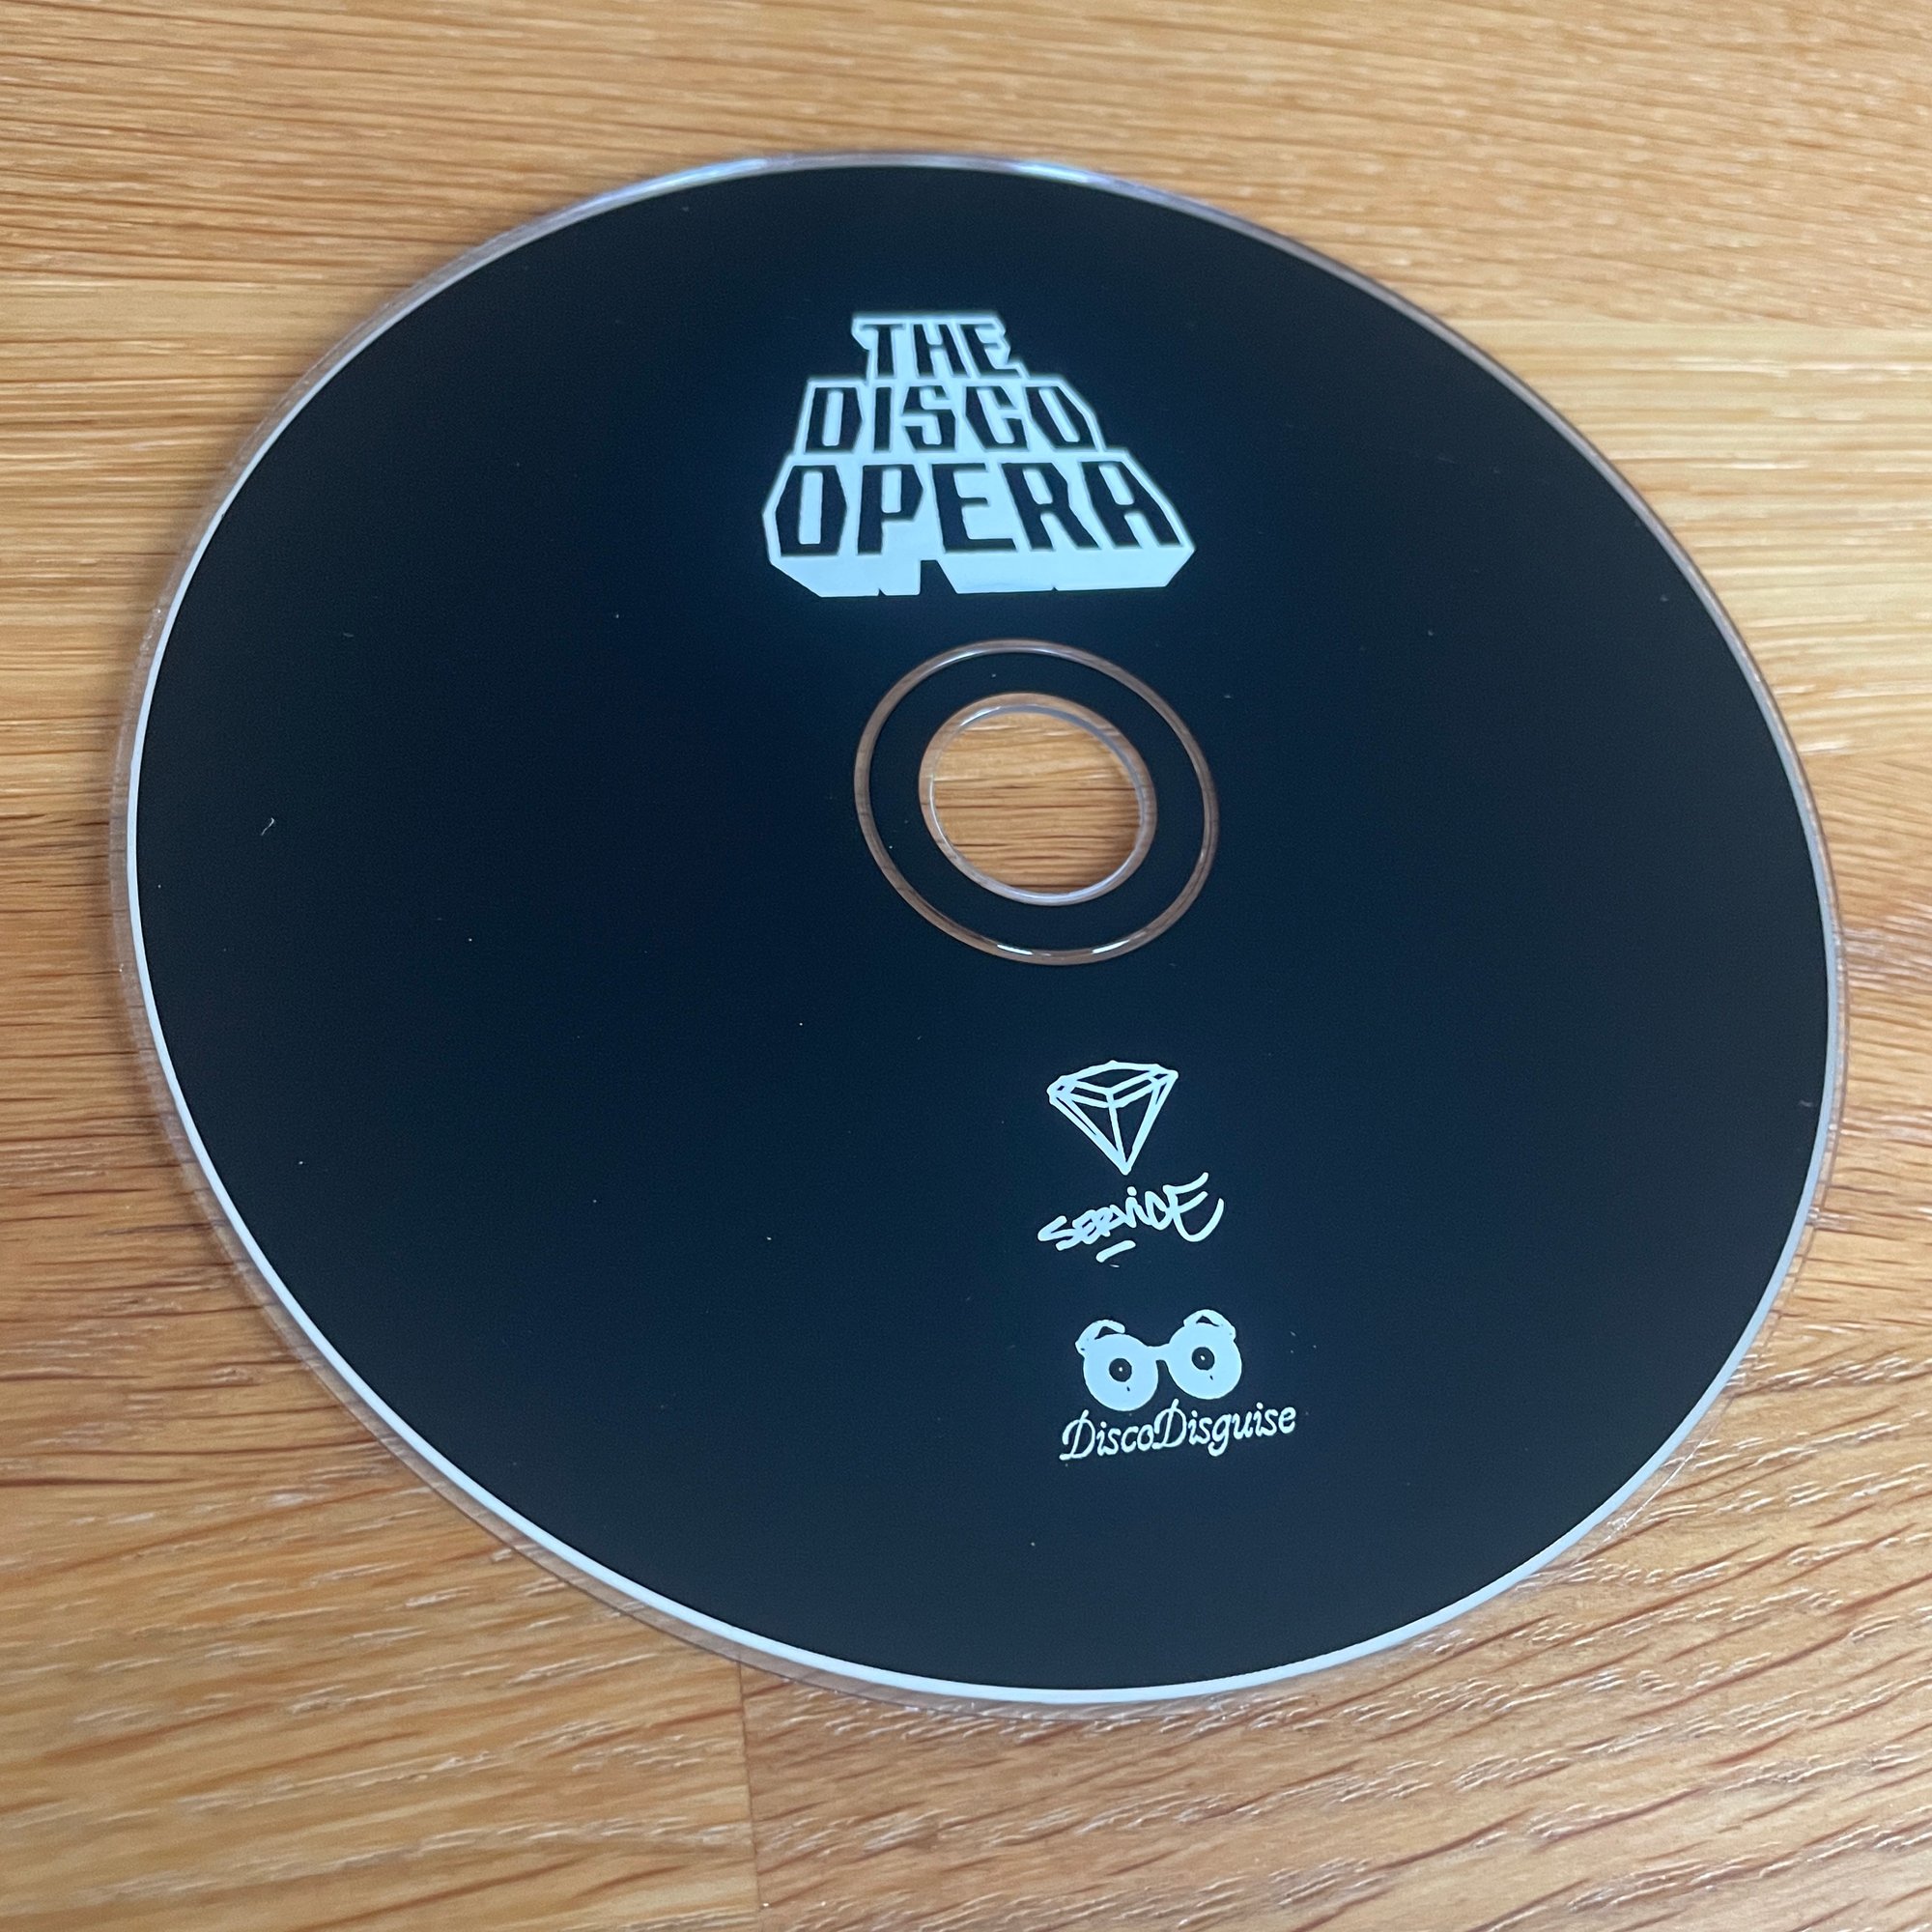 THE
DISCO
OPERA
SERViCE
DiscoDisguise